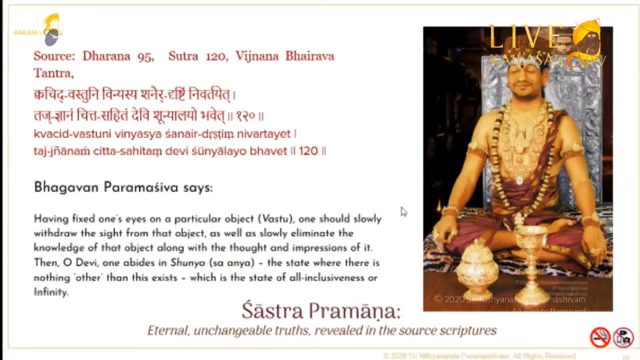 Source: Dharana 95, Sutra 120, Vijnana Bhairava
Tantra,
क्वचिद्-वस्तुनि विन्यस्य शनैर्-दृष्टिं निवर्तयेत्।
तज्-ज्ञानं चित्त-सहितं देवि शून्यालयो भवेत्॥१२०॥
kvacid-vastuni vinyasya śanair-dṛṣṭiṃ nivartayet।
taj-jñānaṁ citta-sahitaṁ devi śūnyālayo bhavet॥ 120॥
Bhagavan Paramaśiva says:
Having fixed one's eyes on a particular object (Vastu), one should slowly
withdraw the sight from that object, as well as slowly eliminate the
knowledge of that object along with the thought and impressions of it.
Then, O Devi, one abides in Shunya (sa anya) – the state where there is
nothing 'other' than this exists – which is the state of all-inclusiveness or
Infinity.
Śāstra Pramāṇa:
Eternal, unchangeable truths, revealed in the source scriptures
LIVE